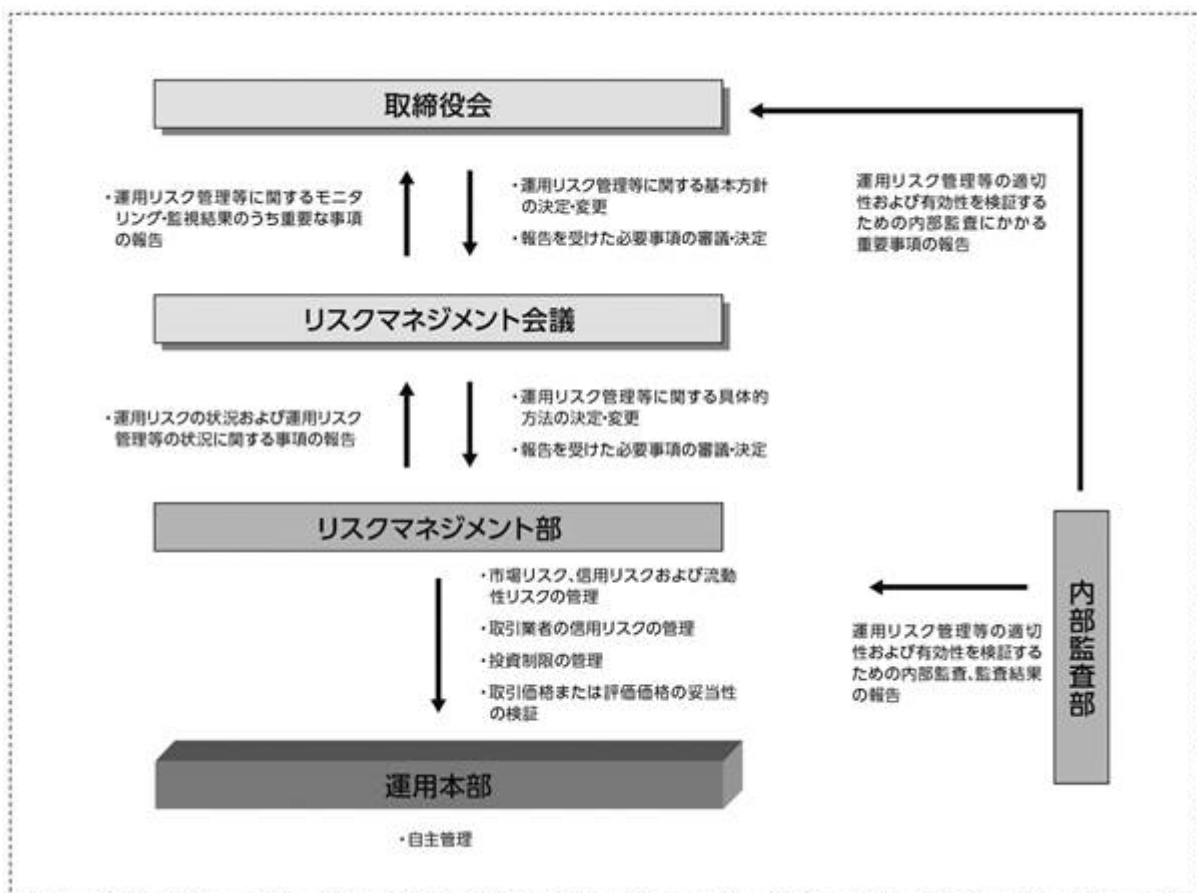 取締役会
・運用リスク管理等に関するモニタ
リング・監視結果のうち重要な事項
の報告
・運用リスク管理等に関する基本方針
の決定・変更
・報告を受けた必要事項の審議・決定
運用リスク管理等の適切
性および有効性を検証す
るための内部監査にかかる
重要事項の報告
リスクマネジメント会議
・運用リスクの状況および運用リスク
管理等の状況に関する事項の報告
・運用リスク管理等に関する具体的
方法の決定・変更
・報告を受けた必要事項の審議・決定
リスクマネジメント部
・市場リスク、信用リスクおよび流動
性リスクの管理
・取引業者の信用リスクの管理
・投資制限の管理
・取引価格または評価価格の妥当性
の検証
運用リスク管理等の適切
性および有効性を検証する
ための内部監査、監査結果
の報告
内部監査部
運用本部
・自主管理